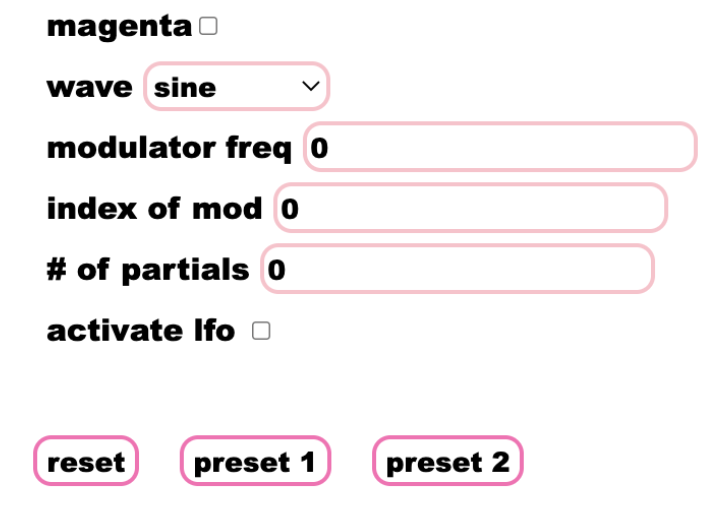 magenta
wave sine
modulator freq 0
index of mod 0
# of partials 0
activate lfo
reset preset 1 preset 2